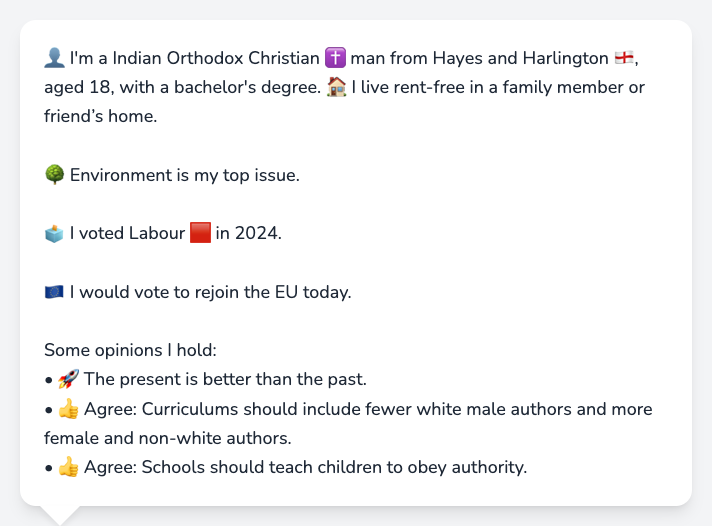 👤 I'm a Indian Orthodox Christian ✝️ man from Hayes and Harlington 🏴󠁧󠁢󠁥󠁮󠁧󠁿,
aged 18, with a bachelor's degree. 🏠 I live rent-free in a family member or
friend’s home.
🌳 Environment is my top issue.
🗳️ I voted Labour 🟥 in 2024.
🇪🇺 I would vote to rejoin the EU today.
Some opinions I hold:
• 🚀 The present is better than the past.
• 👍 Agree: Curriculums should include fewer white male authors and more
female and non-white authors.
• 👍 Agree: Schools should teach children to obey authority.